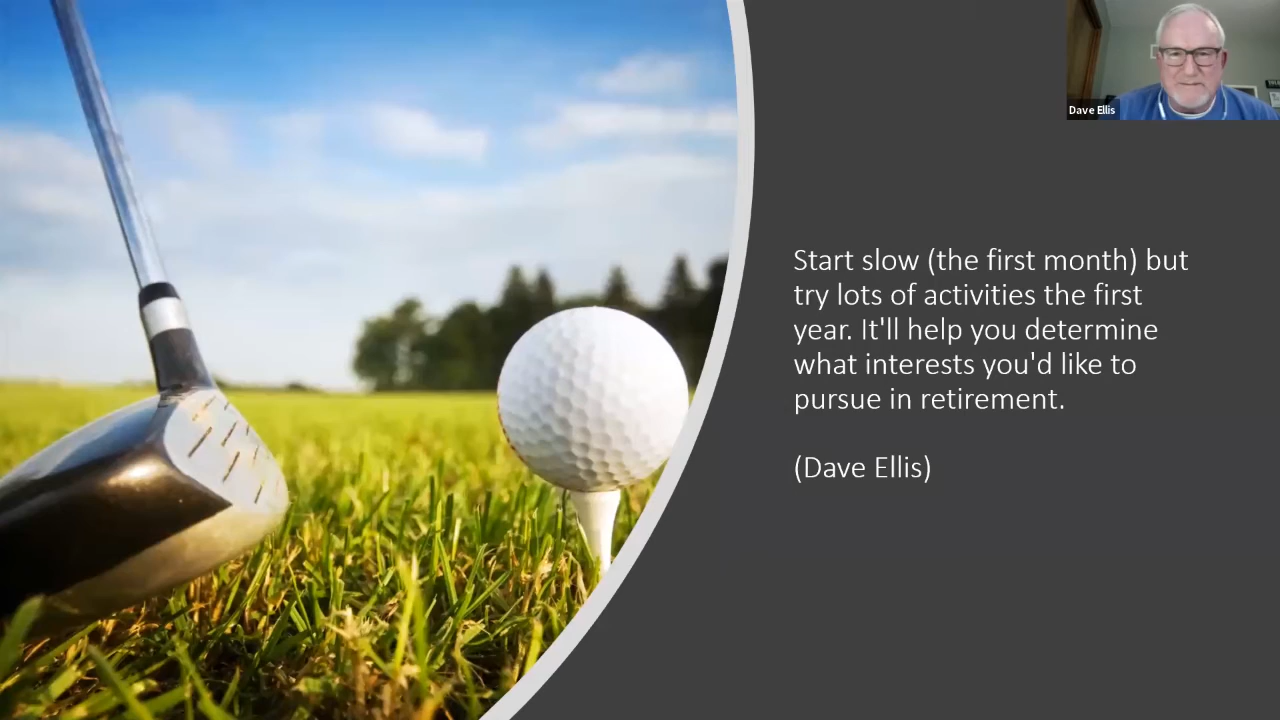 Dave Ellis
Start slow (the first month) but
try lots of activities the first
year. It'll help you determine
what interests you'd like to
pursue in retirement.
(Dave Ellis)